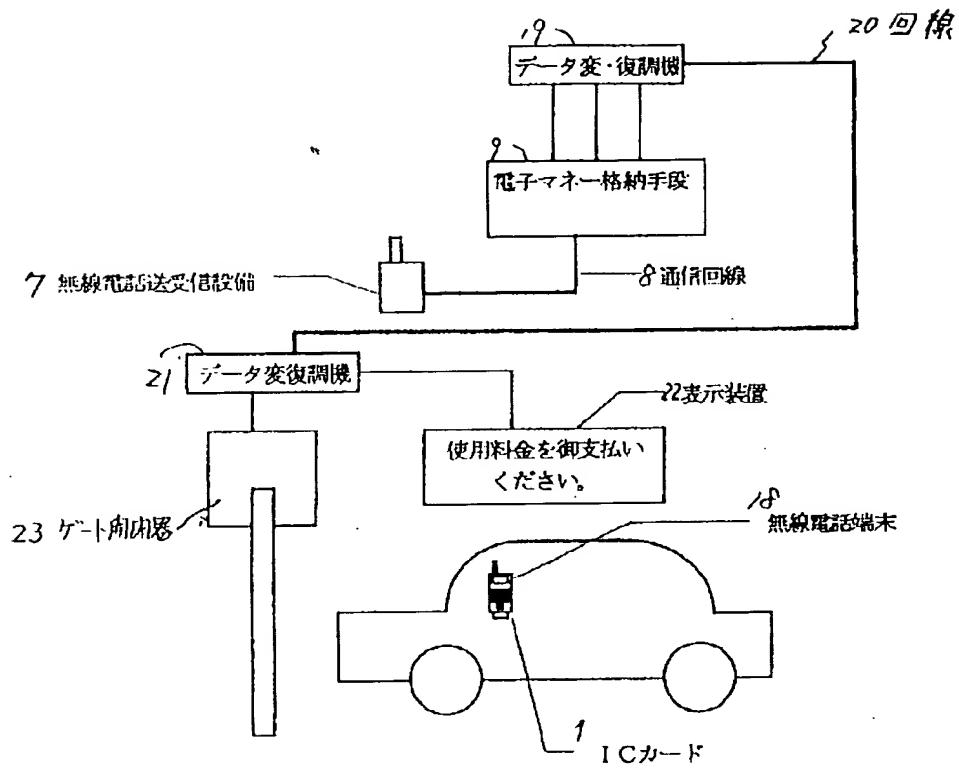 19
20 回線
データ変・復調機
9
電子マネー格納手段
7 無線電話送受信設備
8 通信回線
21
データ変復調機
22表示装置
使用料金を御支払い
ください。
18
無線電話端末
23 ゲート開閉器
1
ICカード